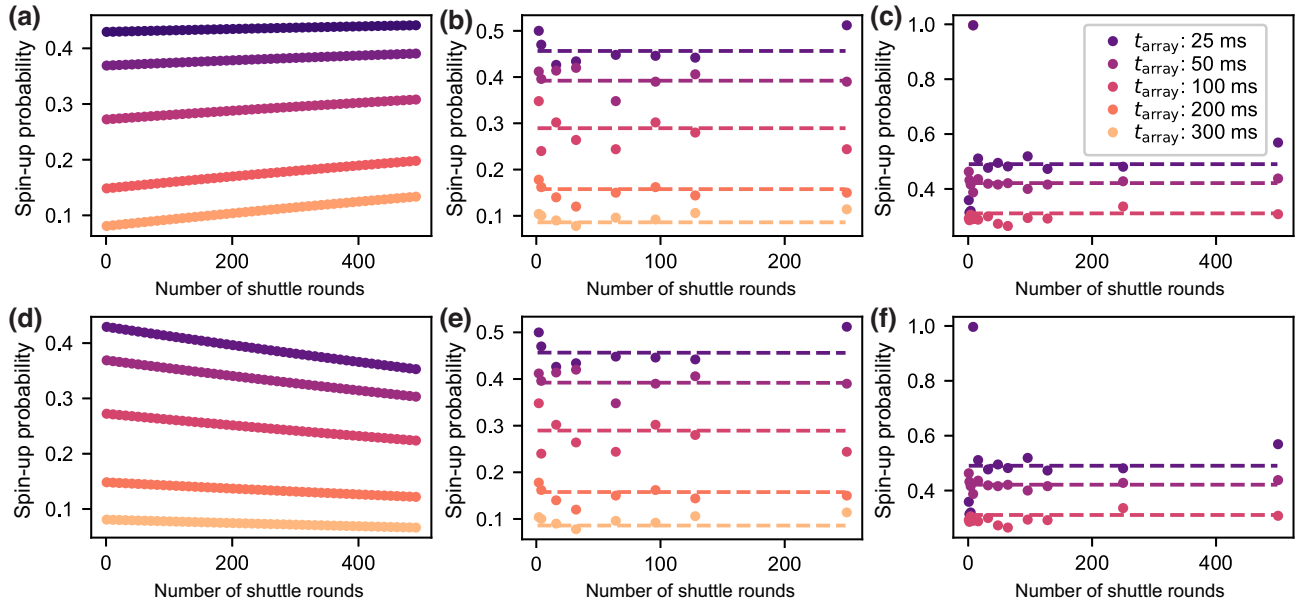 (a)
Spin-up probability
0.4
0.3
0.2
0.1
0
200
400
Number of shuttle rounds
(b)
Spin-up probability
0.5
0.4
0.3
0.2
0.1
0
100
200
Number of shuttle rounds
(c)
Spin-up probability
1.0
0.8
0.6
0.4
0
200
400
Number of shuttle rounds
t_array: 25 ms
t_array: 50 ms
t_array: 100 ms
t_array: 200 ms
t_array: 300 ms
(d)
Spin-up probability
0.4
0.3
0.2
0.1
0
200
400
Number of shuttle rounds
(e)
Spin-up probability
0.5
0.4
0.3
0.2
0.1
0
100
200
Number of shuttle rounds
(f)
Spin-up probability
1.0
0.8
0.6
0.4
0
200
400
Number of shuttle rounds